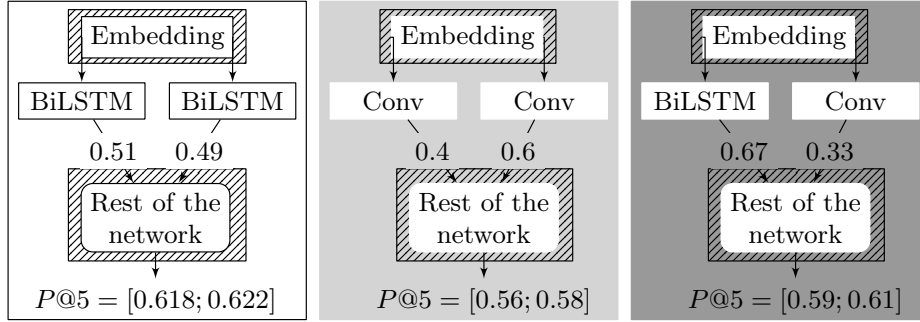 Embedding
BiLSTM BiLSTM
0.51 0.49
Rest of the
network
P@5 = [0.618; 0.622]
Embedding
Conv Conv
0.4 0.6
Rest of the
network
P@5 = [0.56; 0.58]
Embedding
BiLSTM Conv
0.67 0.33
Rest of the
network
P@5 = [0.59; 0.61]